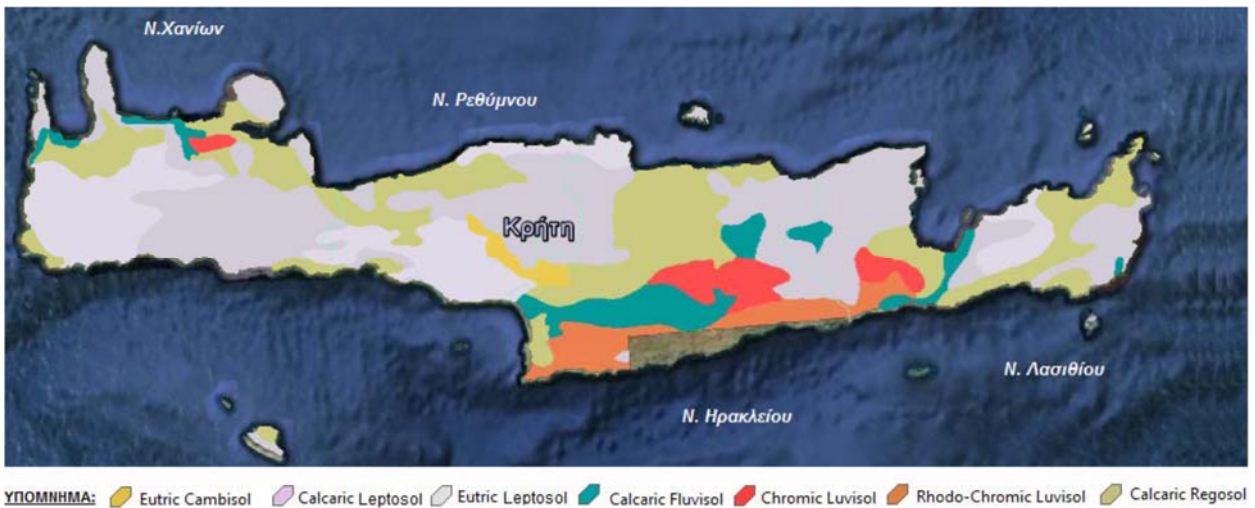 Ν.Χανίων
Ν. Ρεθύμνου
Κρήτη
Ν. Λασιθίου
Ν. Ηρακλείου
ΥΠΟΜΝΗΜΑ: Eutric Cambisol Calcaric Leptosol Eutric Leptosol Calcaric Fluvisol Chromic Luvisol Rhodo-Chromic Luvisol Calcaric Regosol